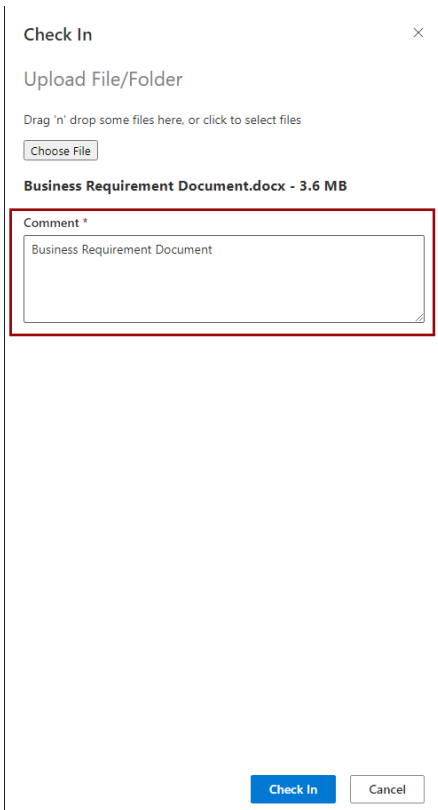 Check In
Upload File/Folder
Drag 'n' drop some files here, or click to select files
Choose File
Business Requirement Document.docx - 3.6 MB
Comment *
Business Requirement Document
Check In
Cancel